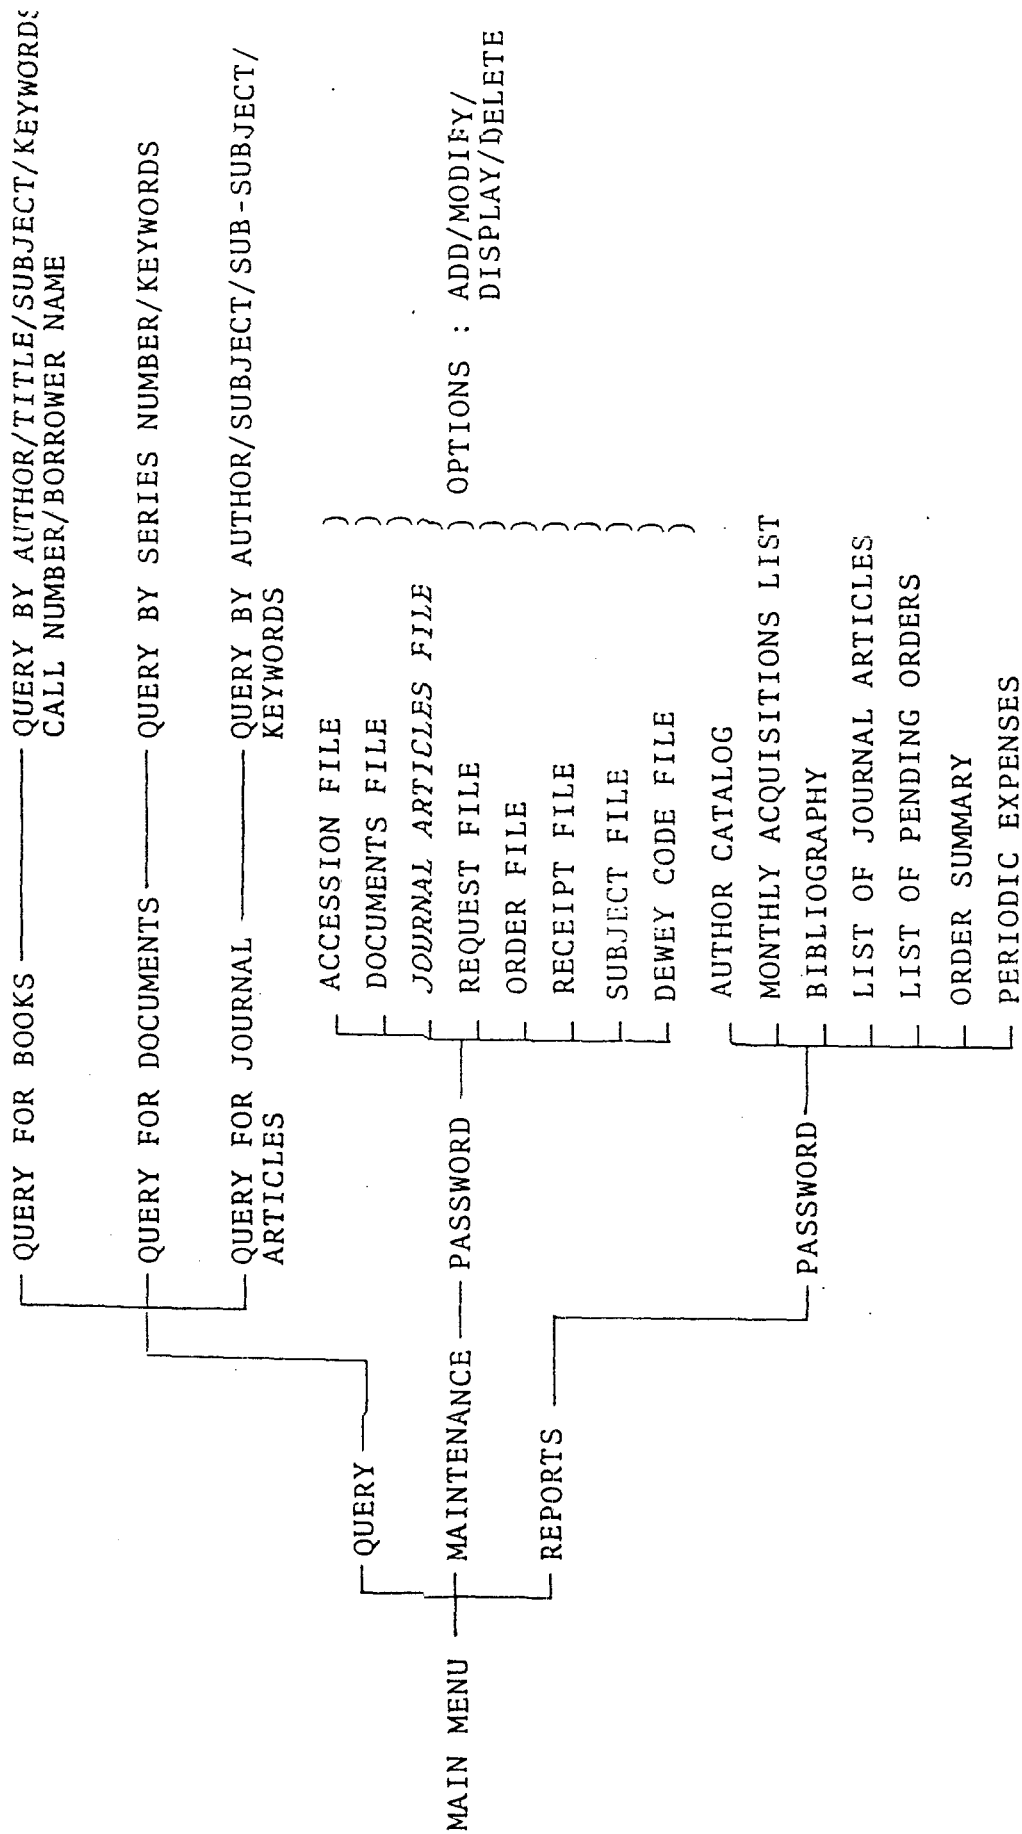 QUERY FOR BOOKS
QUERY BY AUTHOR/TITLE/SUBJECT/KEYWORDS
CALL NUMBER/BORROWER NAME
QUERY FOR DOCUMENTS
QUERY BY SERIES NUMBER/KEYWORDS
QUERY FOR JOURNAL
ARTICLES
QUERY BY AUTHOR/SUBJECT/SUB-SUBJECT/
KEYWORDS
MAIN MENU
QUERY
MAINTENANCE
REPORTS
PASSWORD
ACCESSION FILE )
DOCUMENTS FILE )
JOURNAL ARTICLES FILE )
REQUEST FILE )
ORDER FILE )
RECEIPT FILE )
SUBJECT FILE )
DEWEY CODE FILE )
OPTIONS : ADD/MODIFY/
DISPLAY/DELETE
PASSWORD
AUTHOR CATALOG
MONTHLY ACQUISITIONS LIST
BIBLIOGRAPHY
LIST OF JOURNAL ARTICLES
LIST OF PENDING ORDERS
ORDER SUMMARY
PERIODIC EXPENSES